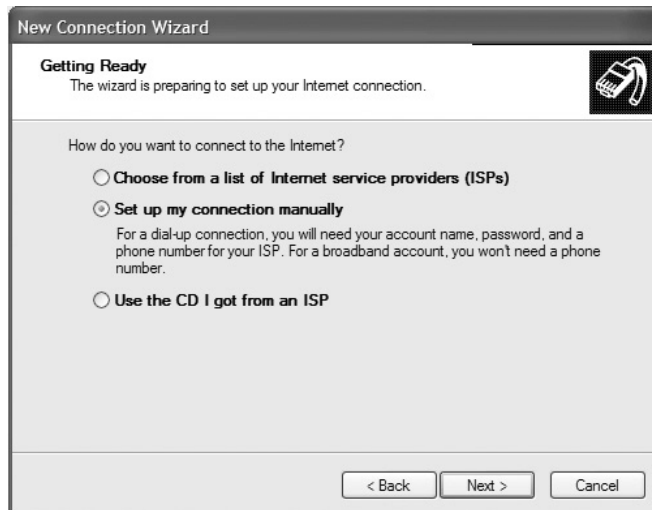 New Connection Wizard
Getting Ready
The wizard is preparing to set up your Internet connection.
How do you want to connect to the Internet?
Choose from a list of Internet service providers (ISPs)
Set up my connection manually
For a dial-up connection, you will need your account name, password, and a
phone number for your ISP. For a broadband account, you won't need a phone
number.
Use the CD I got from an ISP
< Back Next > Cancel